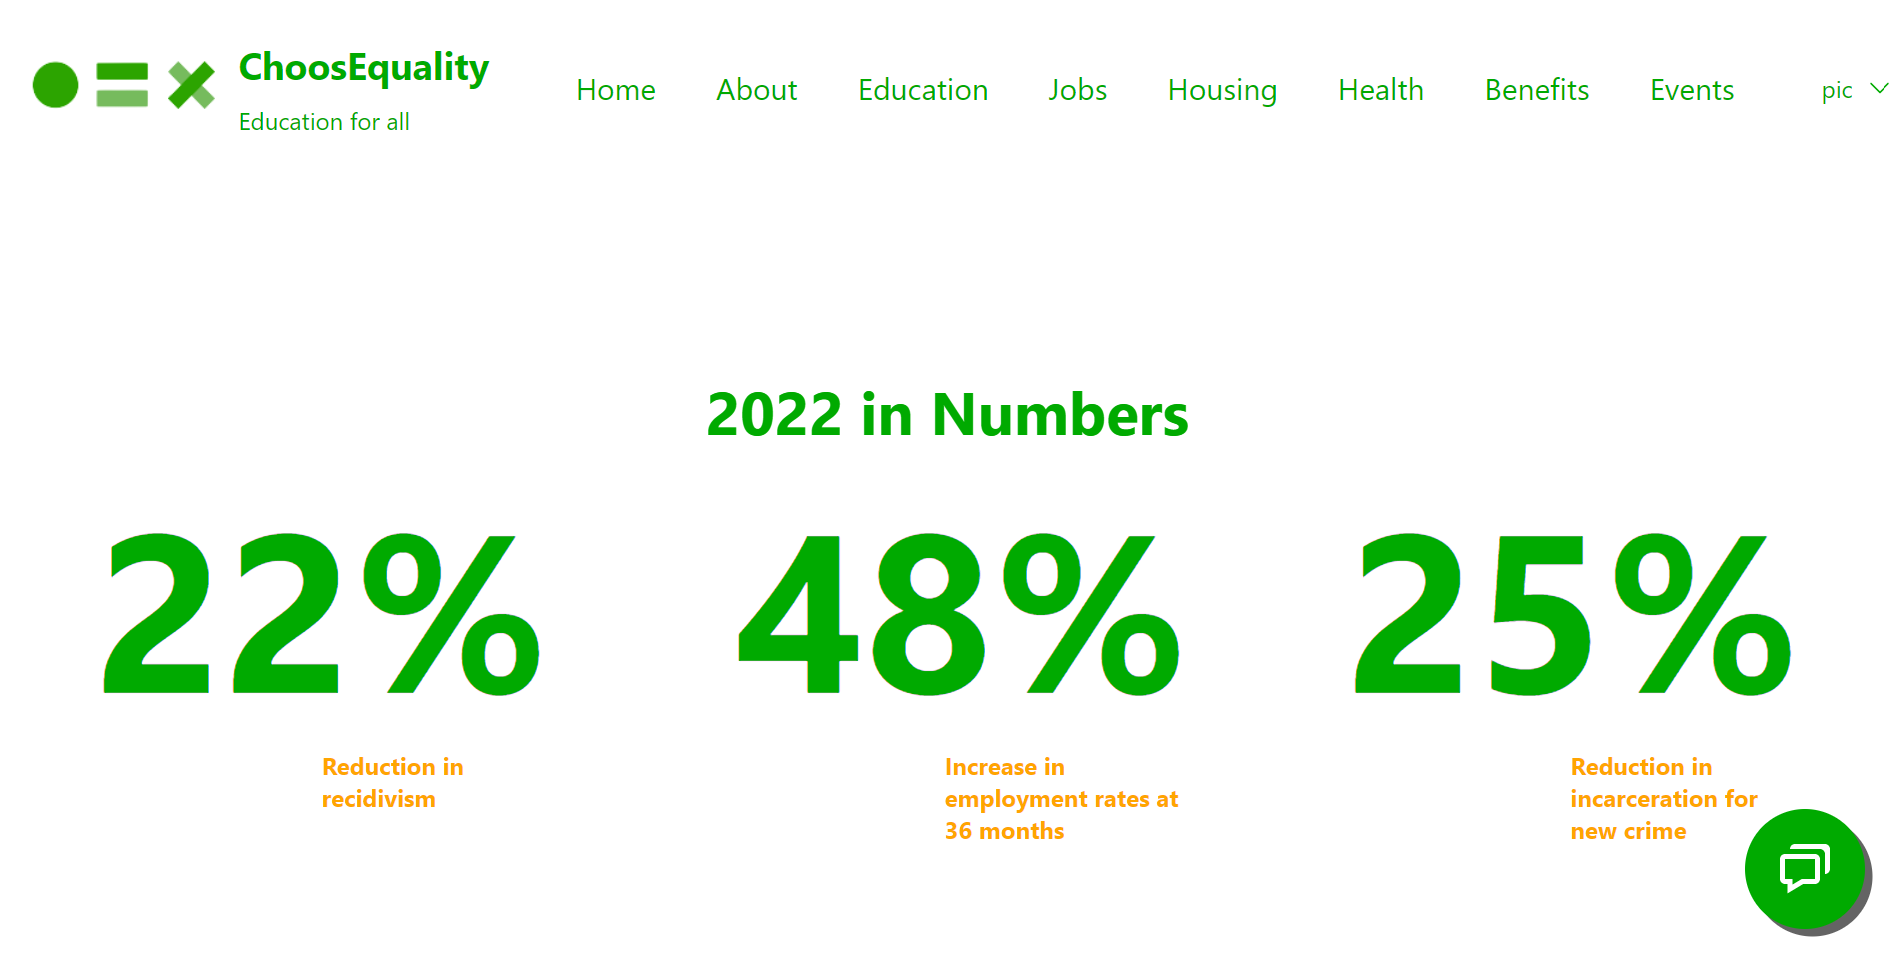 ChoosEquality
Education for all
Home About Education Jobs Housing Health Benefits Events pic
2022 in Numbers
22% 48% 25%
Reduction in
recidivism
Increase in
employment rates at
36 months
Reduction in
incarceration for
new crime